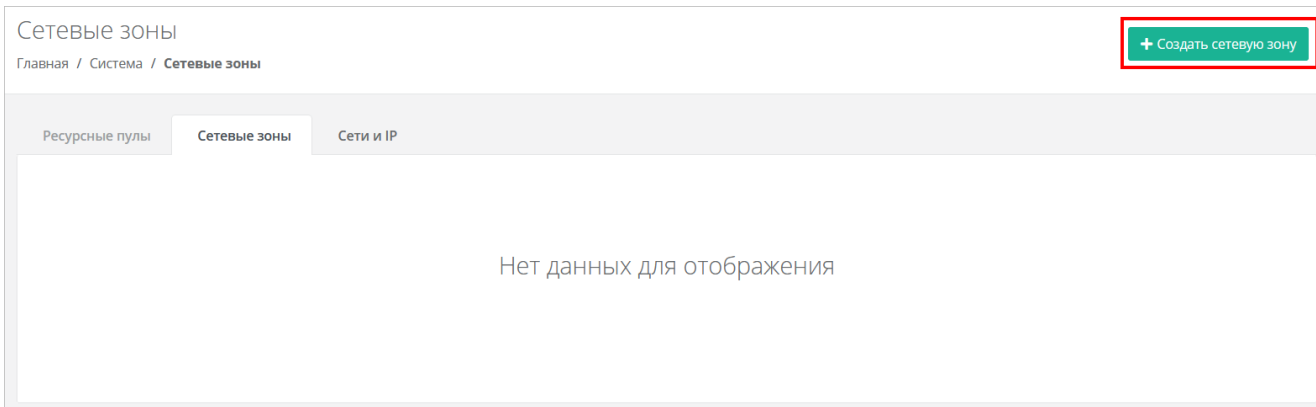 Сетевые зоны
+ Создать сетевую зону
Главная / Система / Сетевые зоны
Ресурсные пулы Сетевые зоны Сети и IP
Нет данных для отображения